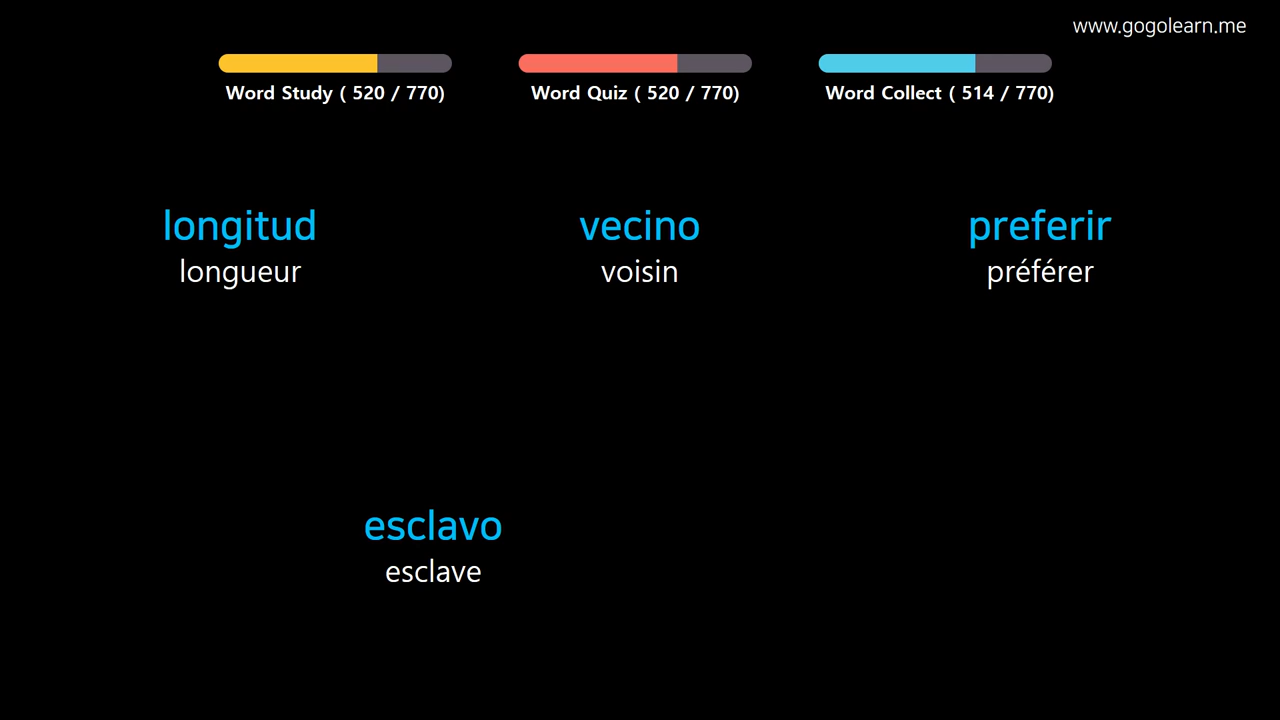 www.gogolearn.me
Word Study ( 520 / 770)
Word Quiz ( 520 / 770)
Word Collect ( 514 / 770)
longitud
longueur
vecino
voisin
preferir
préférer
esclavo
esclave